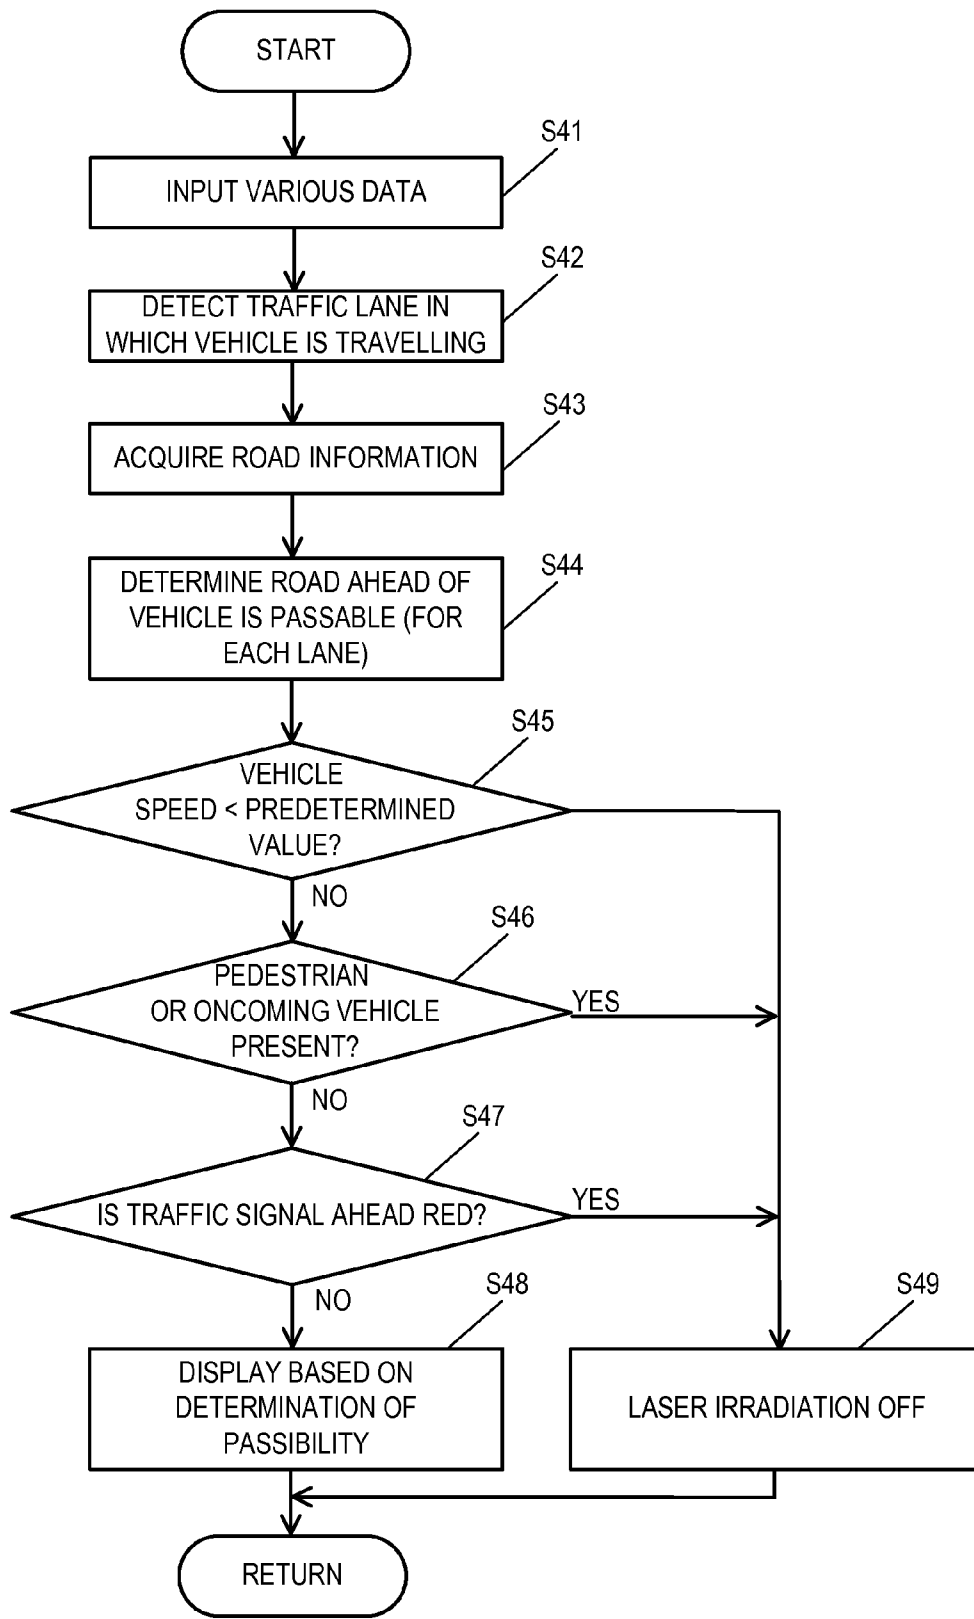 START
S41
INPUT VARIOUS DATA
S42
DETECT TRAFFIC LANE IN
WHICH VEHICLE IS TRAVELLING
S43
ACQUIRE ROAD INFORMATION
S44
DETERMINE ROAD AHEAD OF
VEHICLE IS PASSABLE (FOR
EACH LANE)
S45
VEHICLE
SPEED < PREDETERMINED
VALUE?
NO
S46
PEDESTRIAN
OR ONCOMING VEHICLE
PRESENT?
YES
NO
S47
IS TRAFFIC SIGNAL AHEAD RED?
YES
NO
S48
DISPLAY BASED ON
DETERMINATION OF
PASSIBILITY
S49
LASER IRRADIATION OFF
RETURN